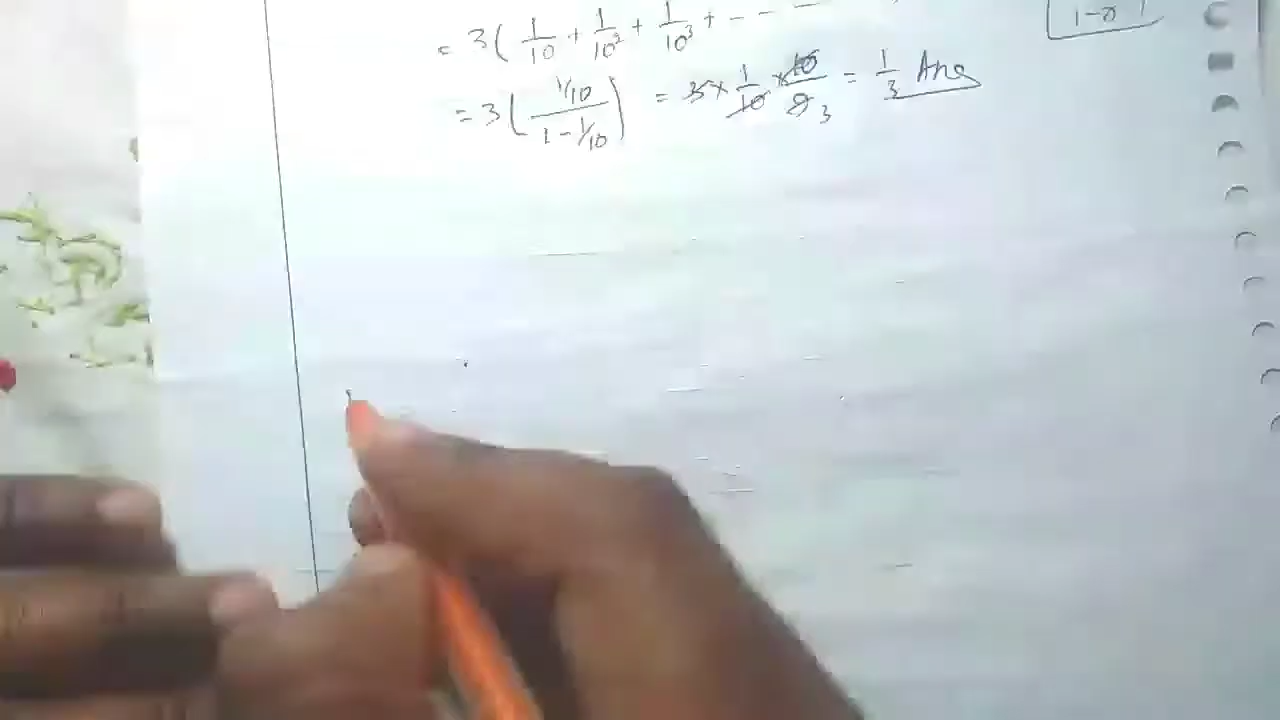 = 3 ( 1/10 + 1/10² + 1/10³ + - - -
= 3 ( (1/10) / (1 - 1/10) ) = 3 × 1/10 × 10/9 3 = 1/3 Ans